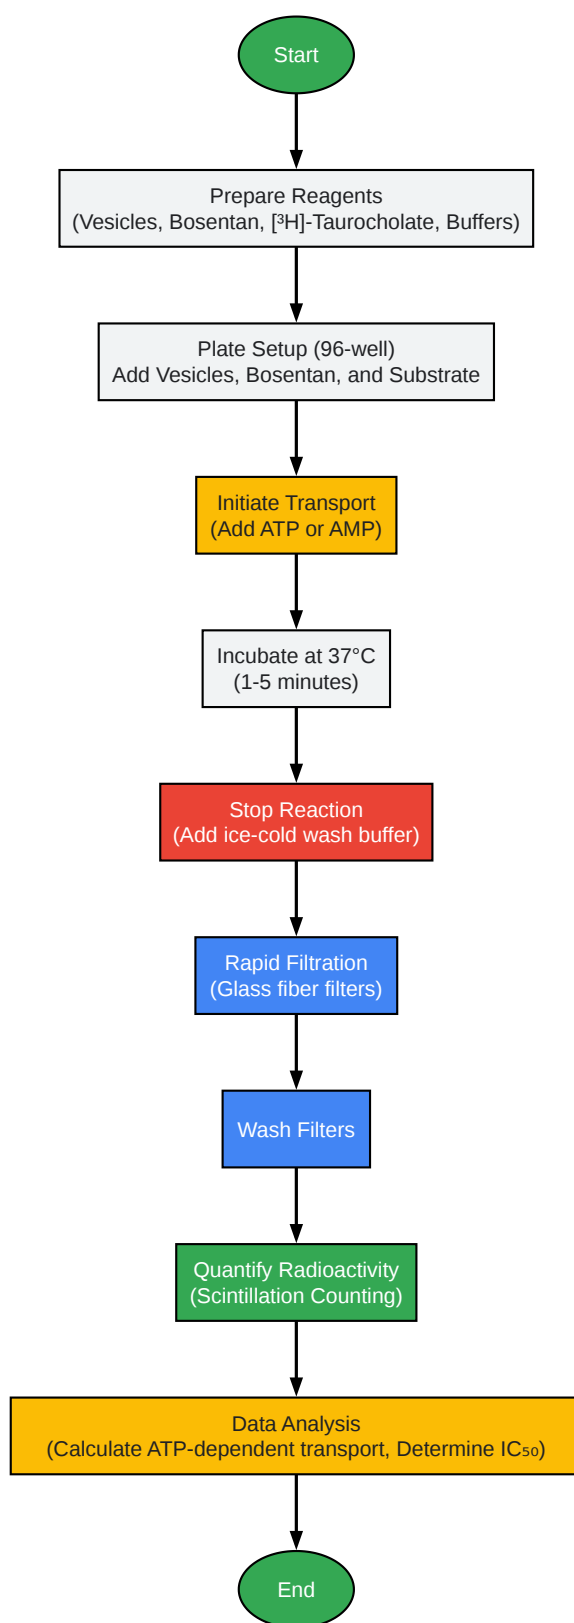 Start
Prepare Reagents
(Vesicles, Bosentan, [³H]-Taurocholate, Buffers)
Plate Setup (96-well)
Add Vesicles, Bosentan, and Substrate
Initiate Transport
(Add ATP or AMP)
Incubate at 37°C
(1-5 minutes)
Stop Reaction
(Add ice-cold wash buffer)
Rapid Filtration
(Glass fiber filters)
Wash Filters
Quantify Radioactivity
(Scintillation Counting)
Data Analysis
(Calculate ATP-dependent transport, Determine IC₅₀)
End